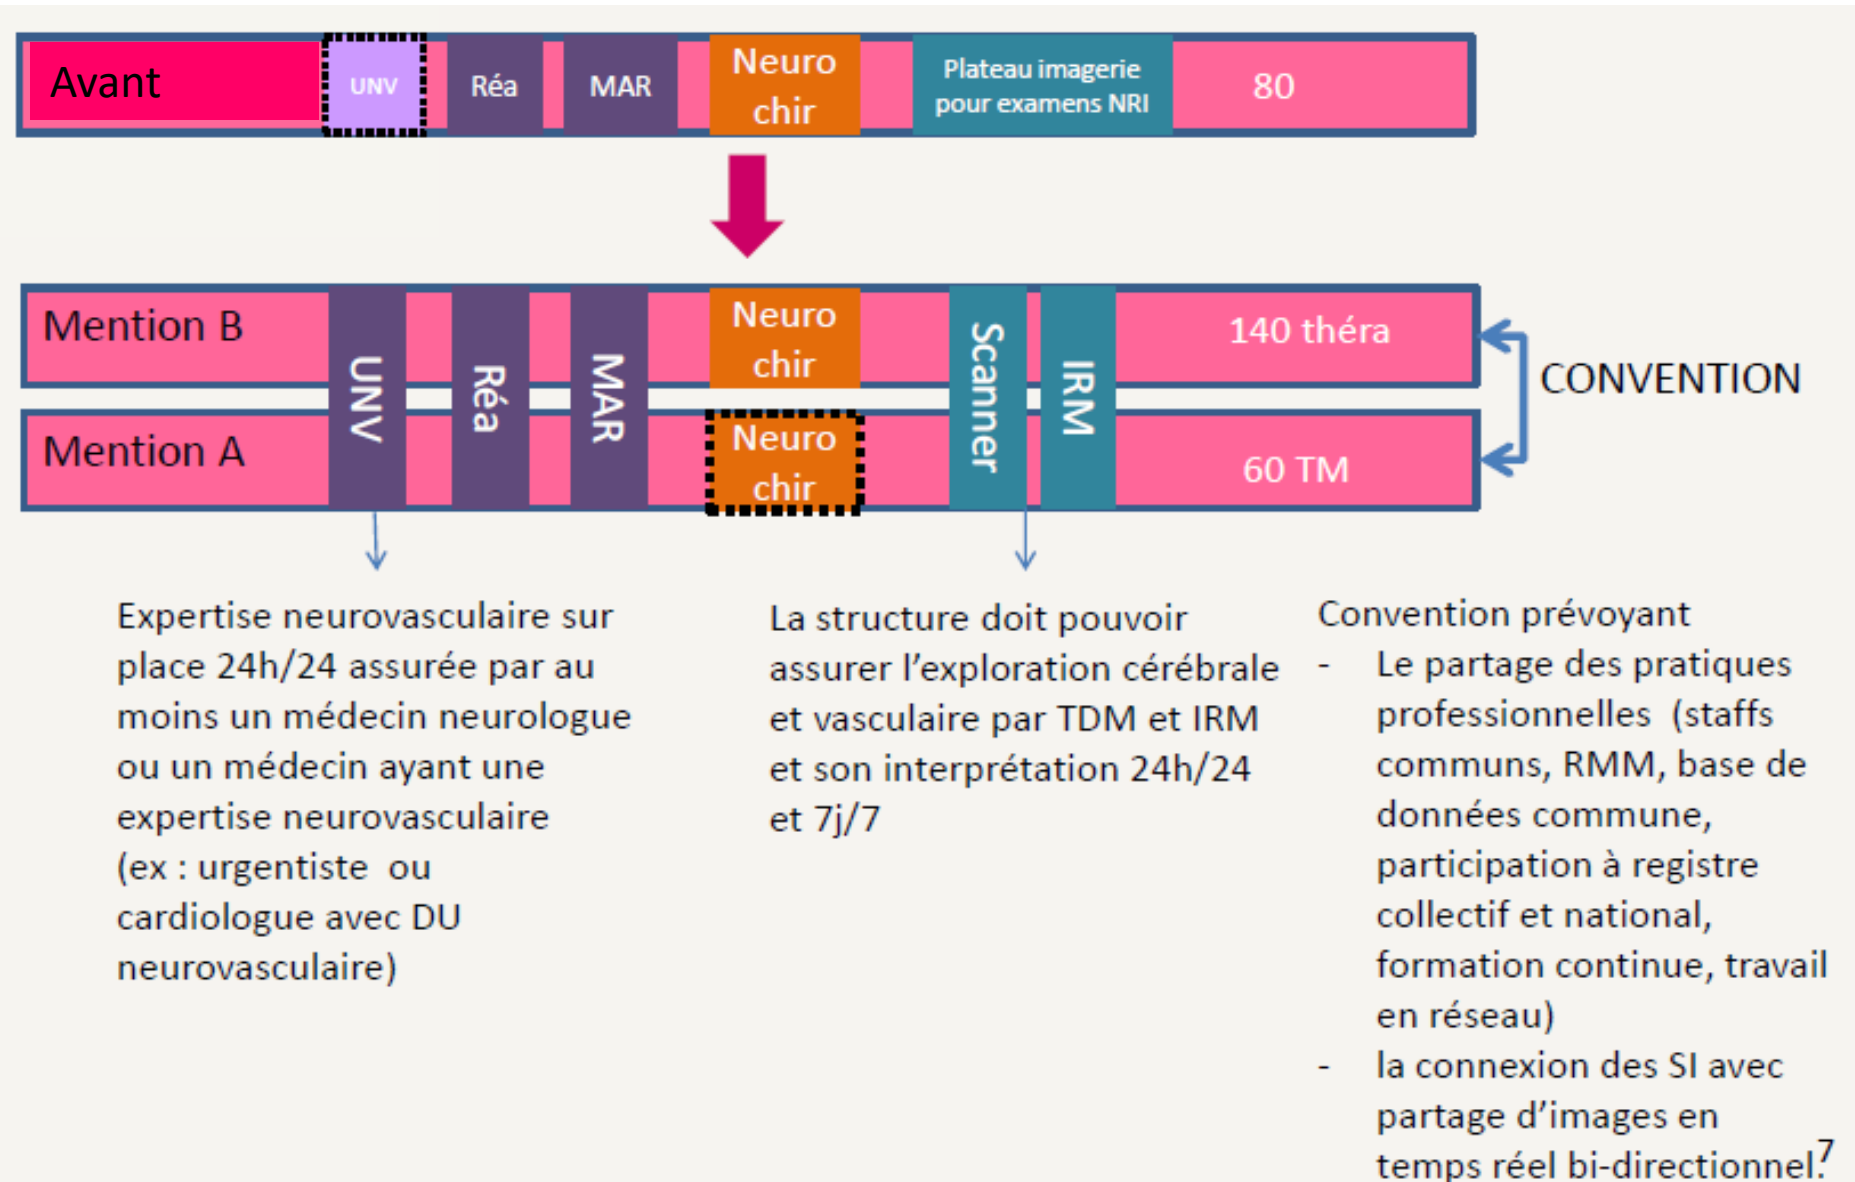 Avant
UNV
Réa
MAR
Neuro
chir
Plateau imagerie
pour examens NRI
80
Mention B
Mention A
UNV
Réa
MAR
Neuro
chir
Neuro
chir
Scanner
IRM
140 théra
60 TM
CONVENTION
Expertise neurovasculaire sur
place 24h/24 assurée par au
moins un médecin neurologue
ou un médecin ayant une
expertise neurovasculaire
(ex : urgentiste ou
cardiologue avec DU
neurovasculaire)
La structure doit pouvoir
assurer l’exploration cérébrale
et vasculaire par TDM et IRM
et son interprétation 24h/24
et 7j/7
Convention prévoyant
- Le partage des pratiques
professionnelles (staffs
communs, RMM, base de
données commune,
participation à registre
collectif et national,
formation continue, travail
en réseau)
- la connexion des SI avec
partage d’images en
temps réel bi-directionnel.
7